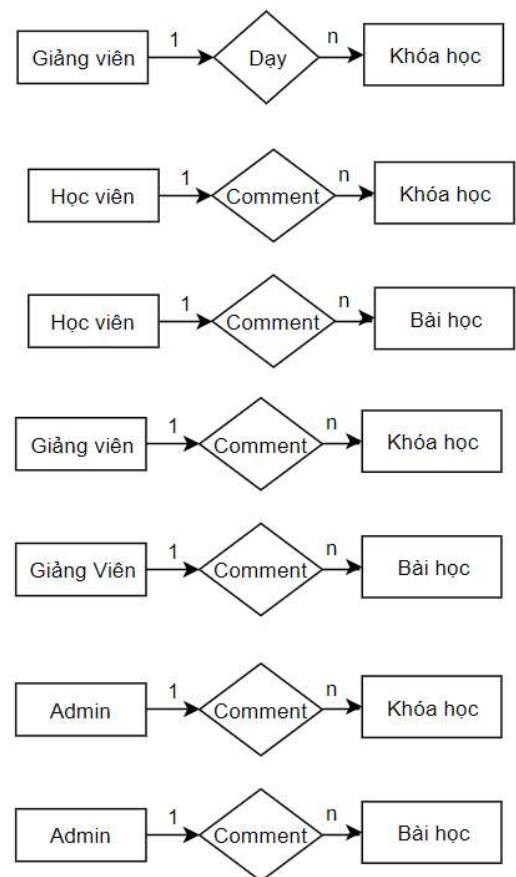 1 n
Giảng viên Dạy Khóa học
1 n
Học viên Comment Khóa học
1 n
Học viên Comment Bài học
1 n
Giảng viên Comment Khóa học
1 n
Giảng Viên Comment Bài học
1 n
Admin Comment Khóa học
1 n
Admin Comment Bài học